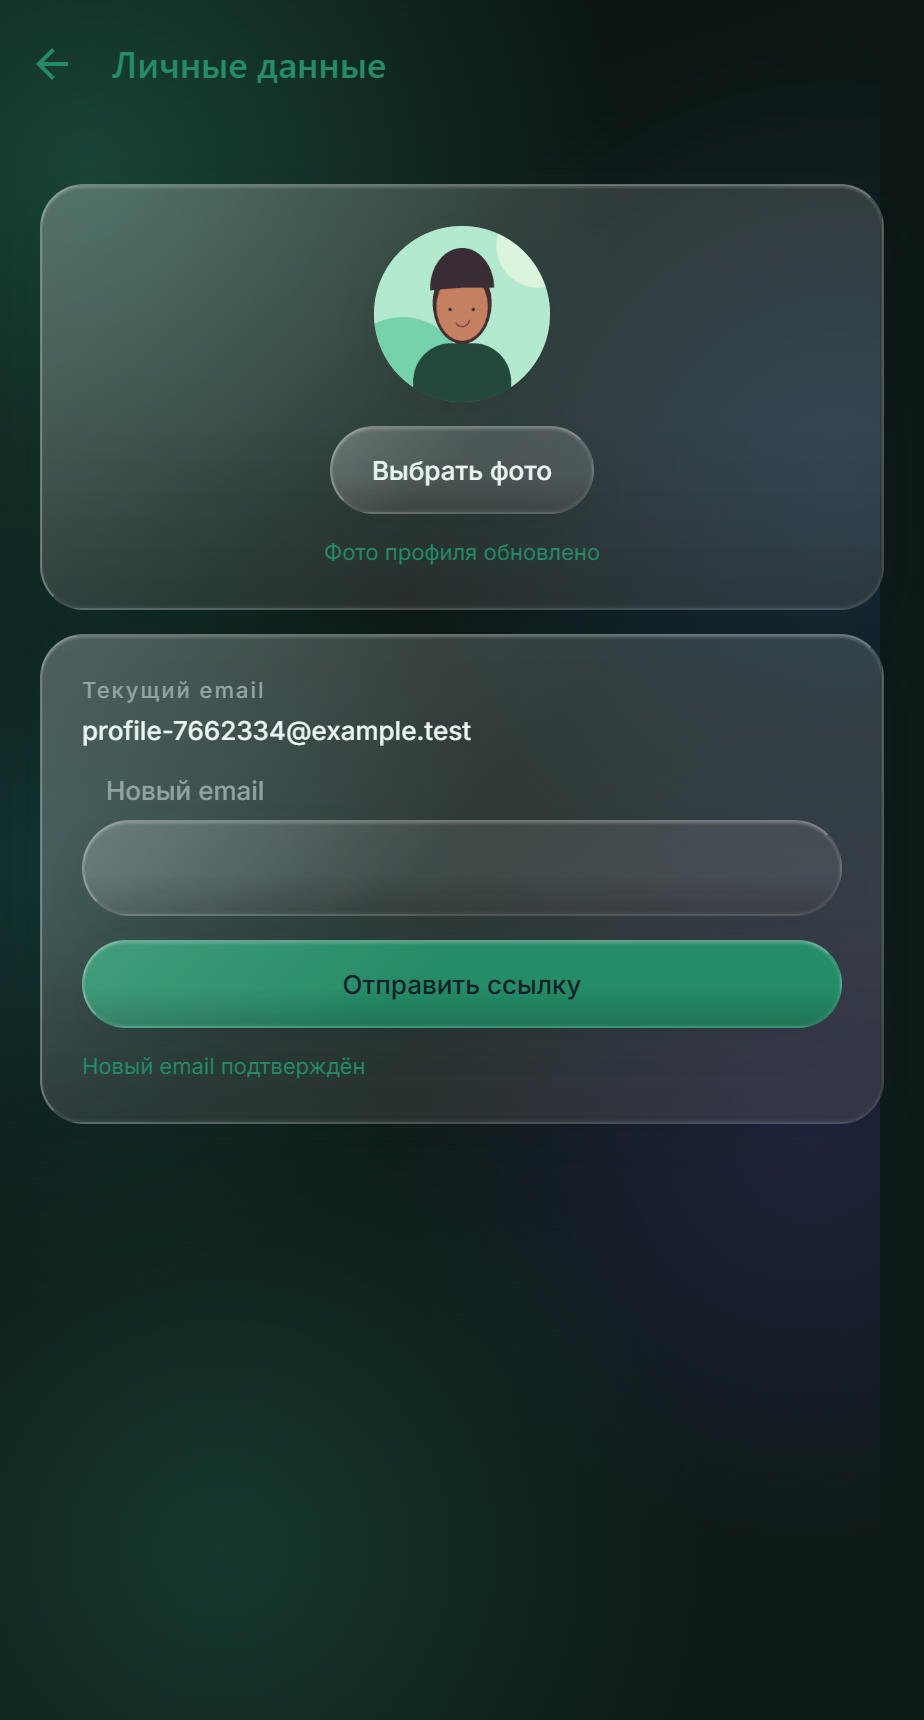 Личные данные
Выбрать фото
Фото профиля обновлено
Текущий email
profile-7662334@example.test
Новый email
Отправить ссылку
Новый email подтверждён